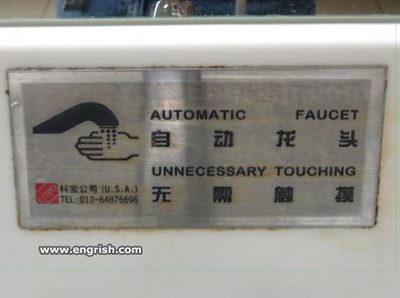 AUTOMATIC FAUCET
自动龙头
UNNECESSARY TOUCHING
无需触摸
科宝公司(U.S.A.)
TEL:010-64876696
www.engrish.com